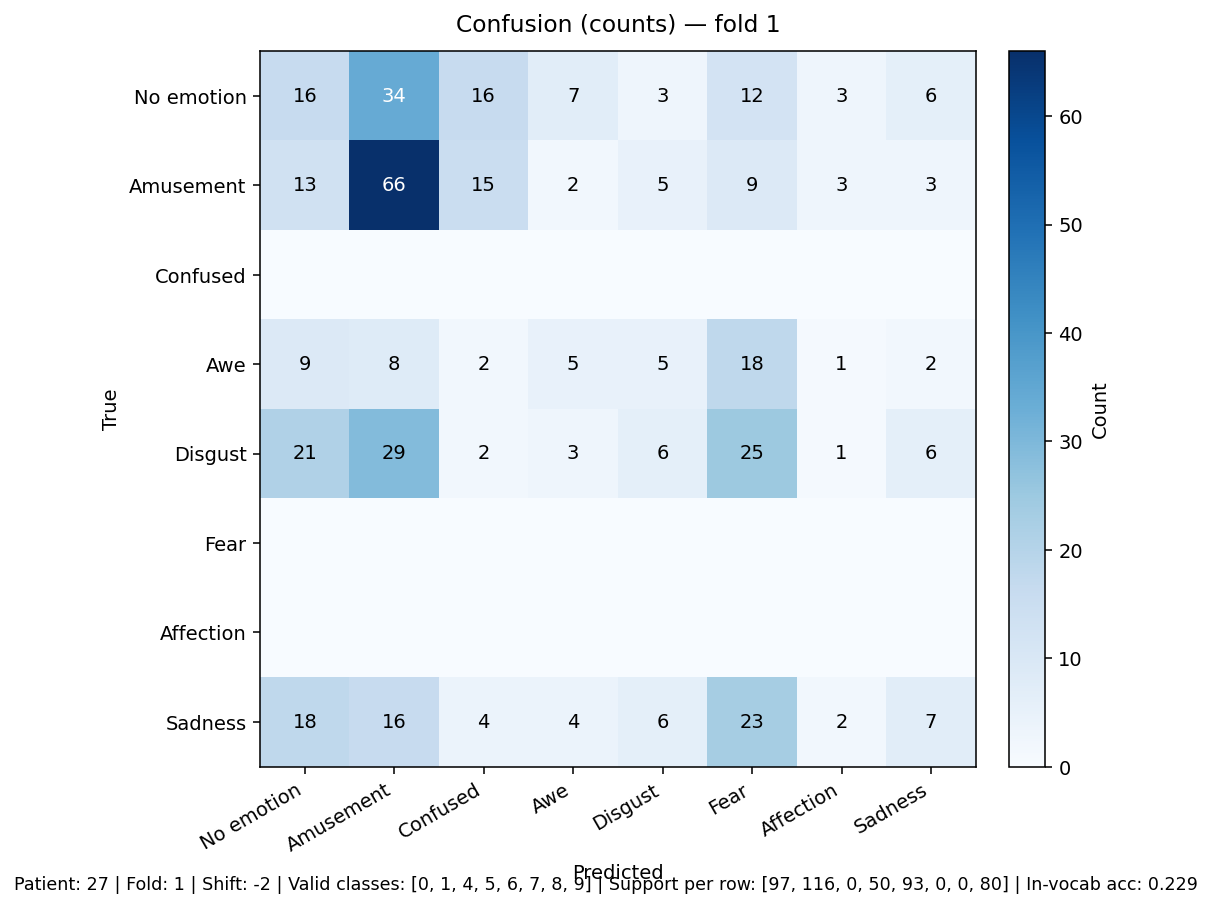 Confusion (counts) — fold 1
No emotion 16 34 16 7 3 12 3 6
Amusement 13 66 15 2 5 9 3 3
Confused
Awe 9 8 2 5 5 18 1 2
Disgust 21 29 2 3 6 25 1 6
Fear
Affection
Sadness 18 16 4 4 6 23 2 7
True
No emotion Amusement Confused Awe Disgust Fear Affection Sadness
Predicted
60
50
40
30
20
10
0
Count
Patient: 27 | Fold: 1 | Shift: -2 | Valid classes: [0, 1, 4, 5, 6, 7, 8, 9] | Support per row: [97, 116, 0, 50, 93, 0, 0, 80] | In-vocab acc: 0.229